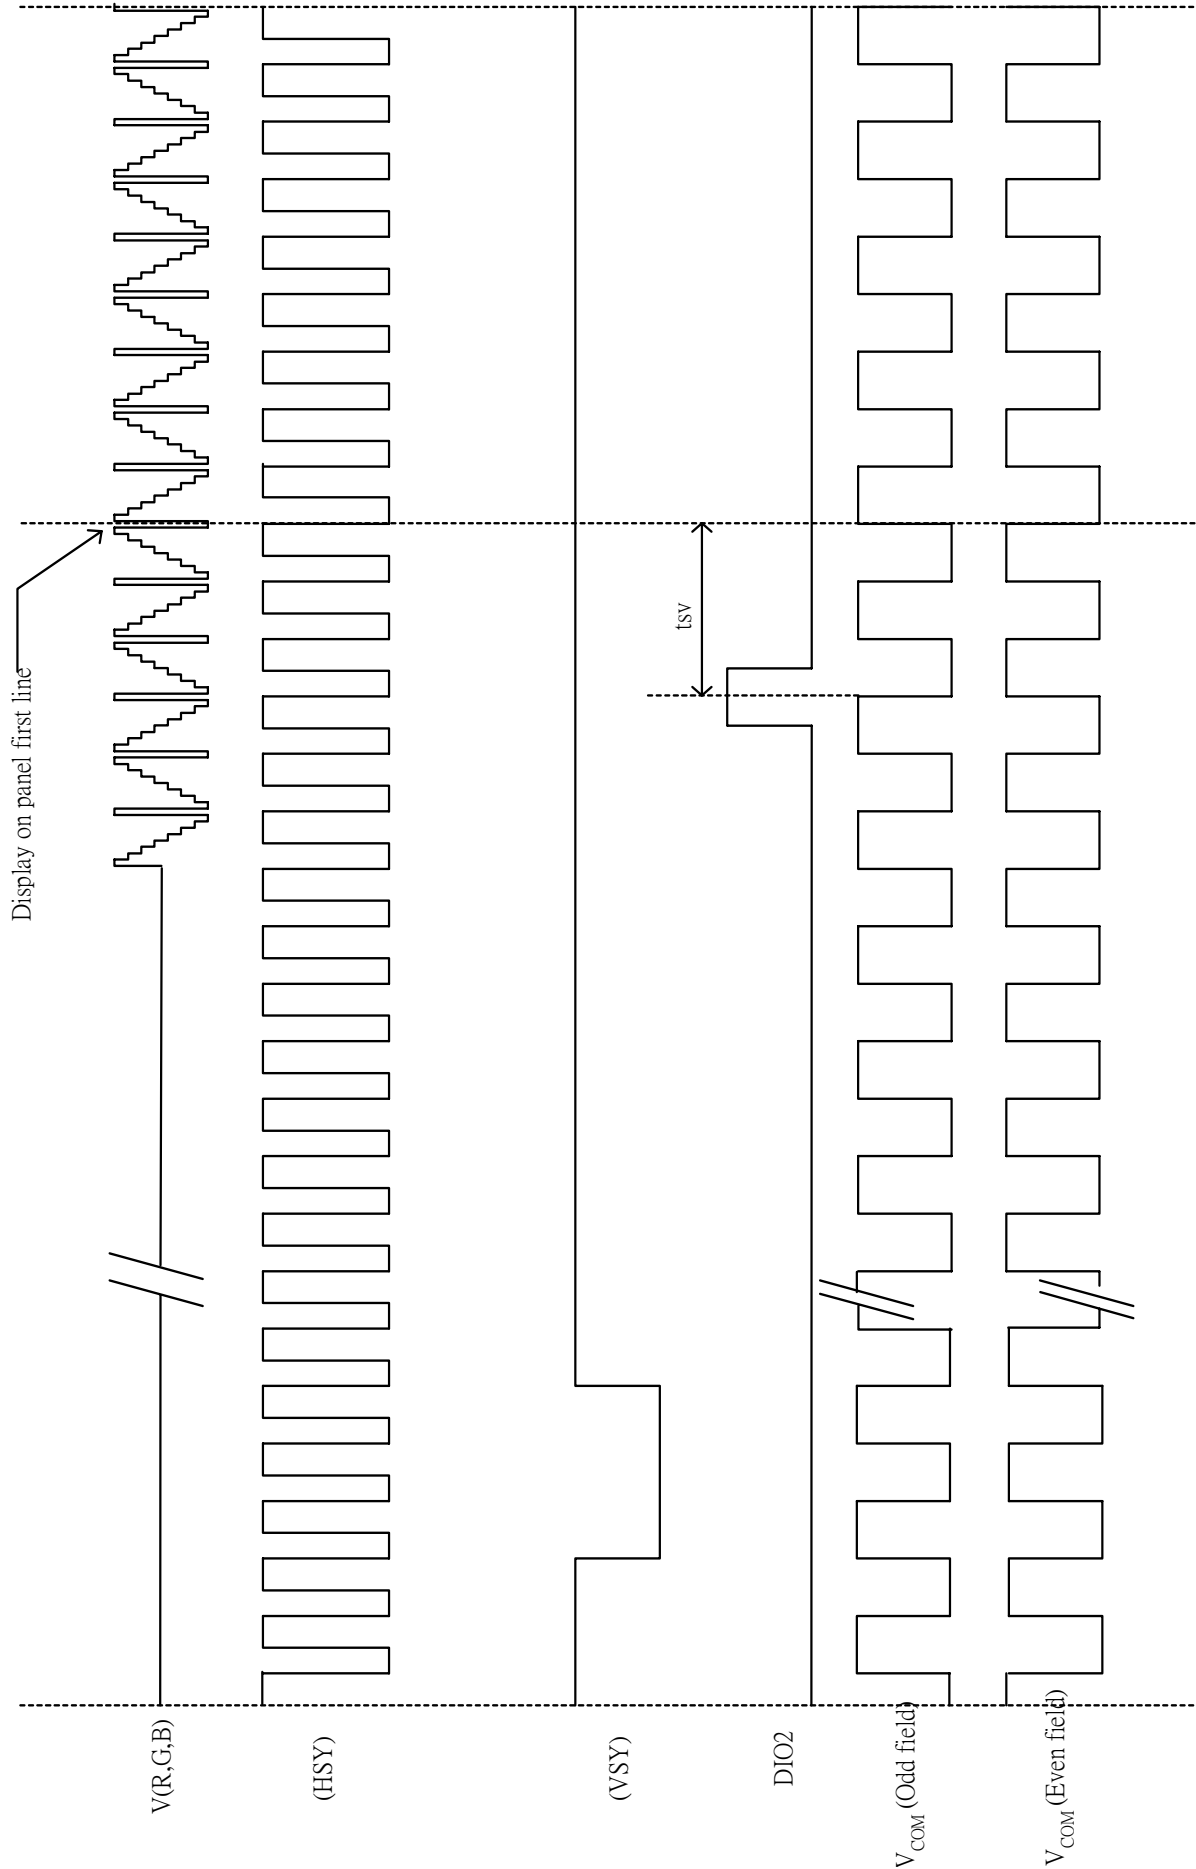 Display on panel first line
tsv
V(R,G,B)
(HSY)
(VSY)
DIO2
VCOM (Odd field)
VCOM (Even field)